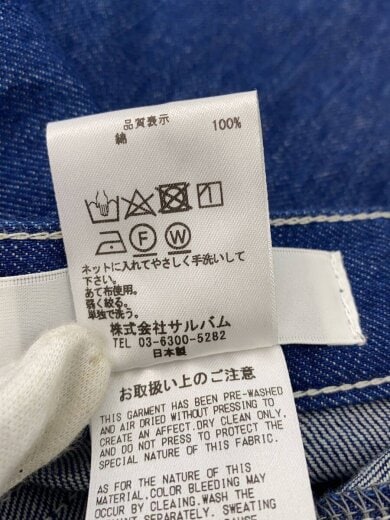 品質表示
綿 100%
F W
ネットに入れてやさしく手洗いして
下さい。
あて布使用。
弱く絞る。
単独で洗う。
株式会社サルバム
TEL 03-6300-5282
日本製
お取扱い上のご注意
THIS GARMENT HAS BEEN PRE-WASHED
AND AIR DRIED WITHOUT PRESSING TO
CREATE AN AFFECT.DRY CLEAN ONLY.
AND DO NOT PRESS TO PROTECT THE
SPECIAL NATURE OF THIS FABRIC.
AS FOR THE NATURE OF THIS
MATERIAL,COLOR BLEEDING MAY
OCCUR BY CLEAING.WASH THE
SEPARATELY. SWEATING